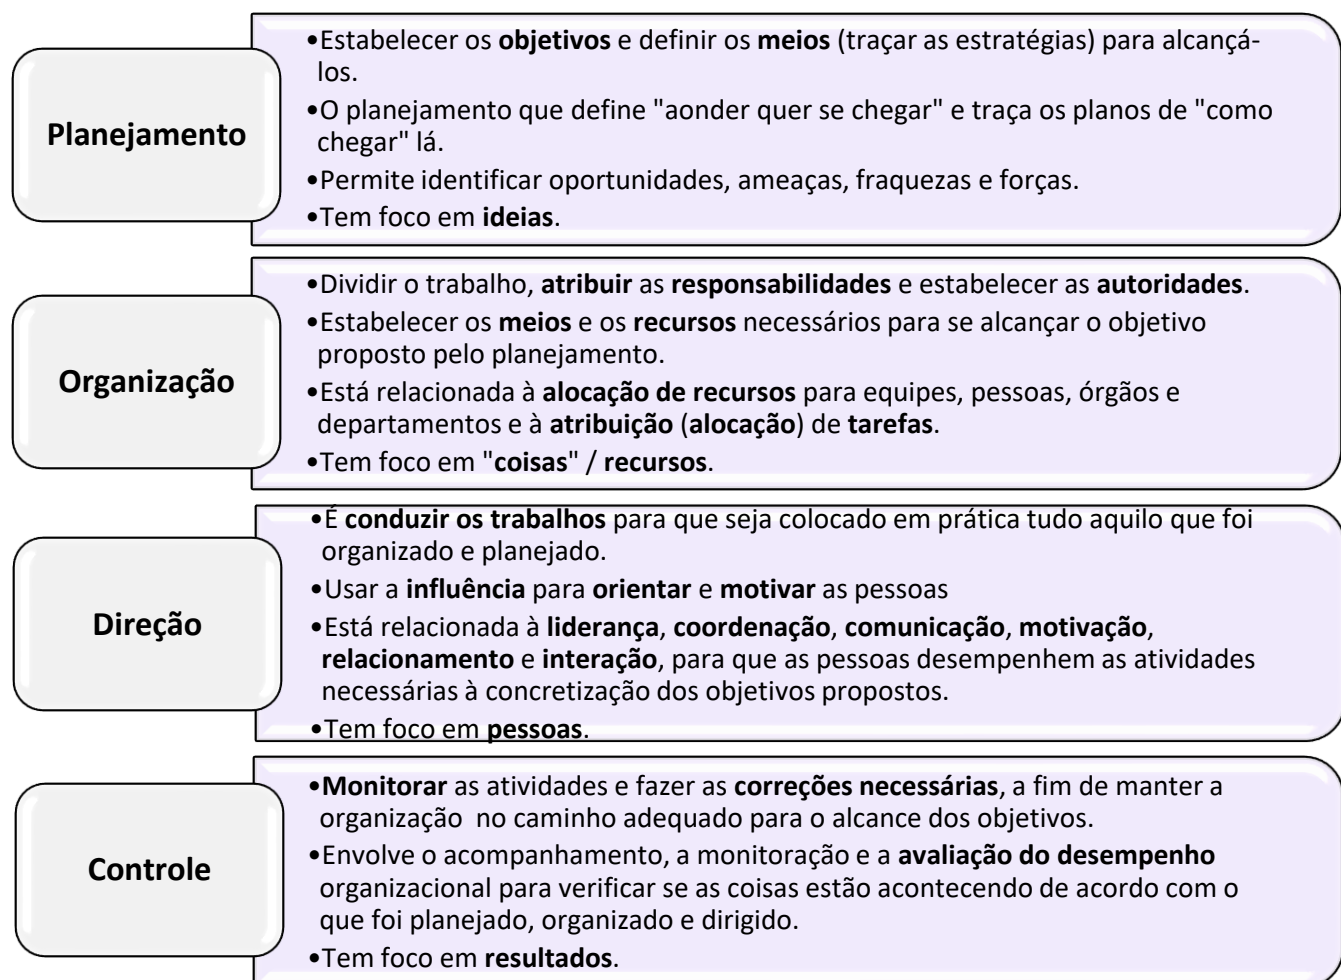 Planejamento
•Estabelecer os objetivos e definir os meios (traçar as estratégias) para alcançá-
los.
•O planejamento que define "aonder quer se chegar" e traça os planos de "como
chegar" lá.
•Permite identificar oportunidades, ameaças, fraquezas e forças.
•Tem foco em ideias.
Organização
•Dividir o trabalho, atribuir as responsabilidades e estabelecer as autoridades.
•Estabelecer os meios e os recursos necessários para se alcançar o objetivo
proposto pelo planejamento.
•Está relacionada à alocação de recursos para equipes, pessoas, órgãos e
departamentos e à atribuição (alocação) de tarefas.
•Tem foco em "coisas" / recursos.
Direção
•É conduzir os trabalhos para que seja colocado em prática tudo aquilo que foi
organizado e planejado.
•Usar a influência para orientar e motivar as pessoas
•Está relacionada à liderança, coordenação, comunicação, motivação,
relacionamento e interação, para que as pessoas desempenhem as atividades
necessárias à concretização dos objetivos propostos.
•Tem foco em pessoas.
Controle
•Monitorar as atividades e fazer as correções necessárias, a fim de manter a
organização no caminho adequado para o alcance dos objetivos.
•Envolve o acompanhamento, a monitoração e a avaliação do desempenho
organizacional para verificar se as coisas estão acontecendo de acordo com o
que foi planejado, organizado e dirigido.
•Tem foco em resultados.